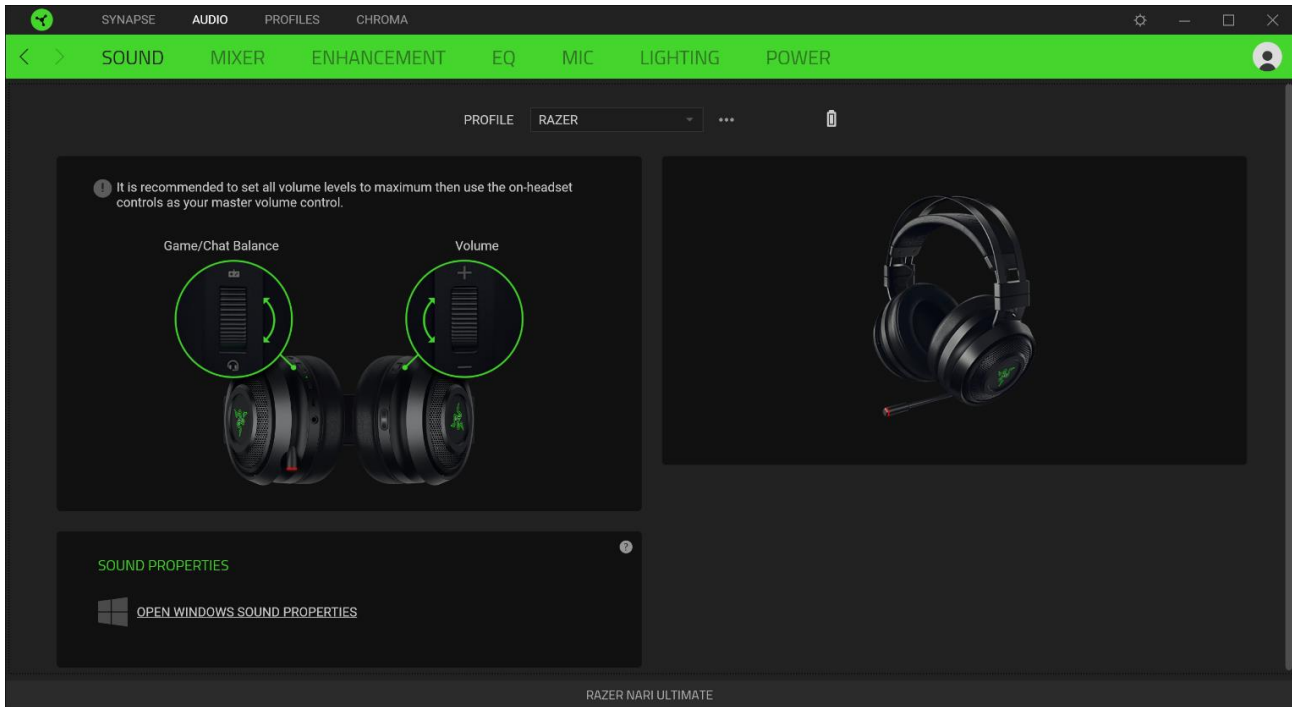 SYNAPSE AUDIO PROFILES CHROMA
SOUND MIXER ENHANCEMENT EQ MIC LIGHTING POWER
PROFILE RAZER
It is recommended to set all volume levels to maximum then use the on-headset
controls as your master volume control.
Game/Chat Balance Volume
SOUND PROPERTIES
OPEN WINDOWS SOUND PROPERTIES
RAZER NARI ULTIMATE